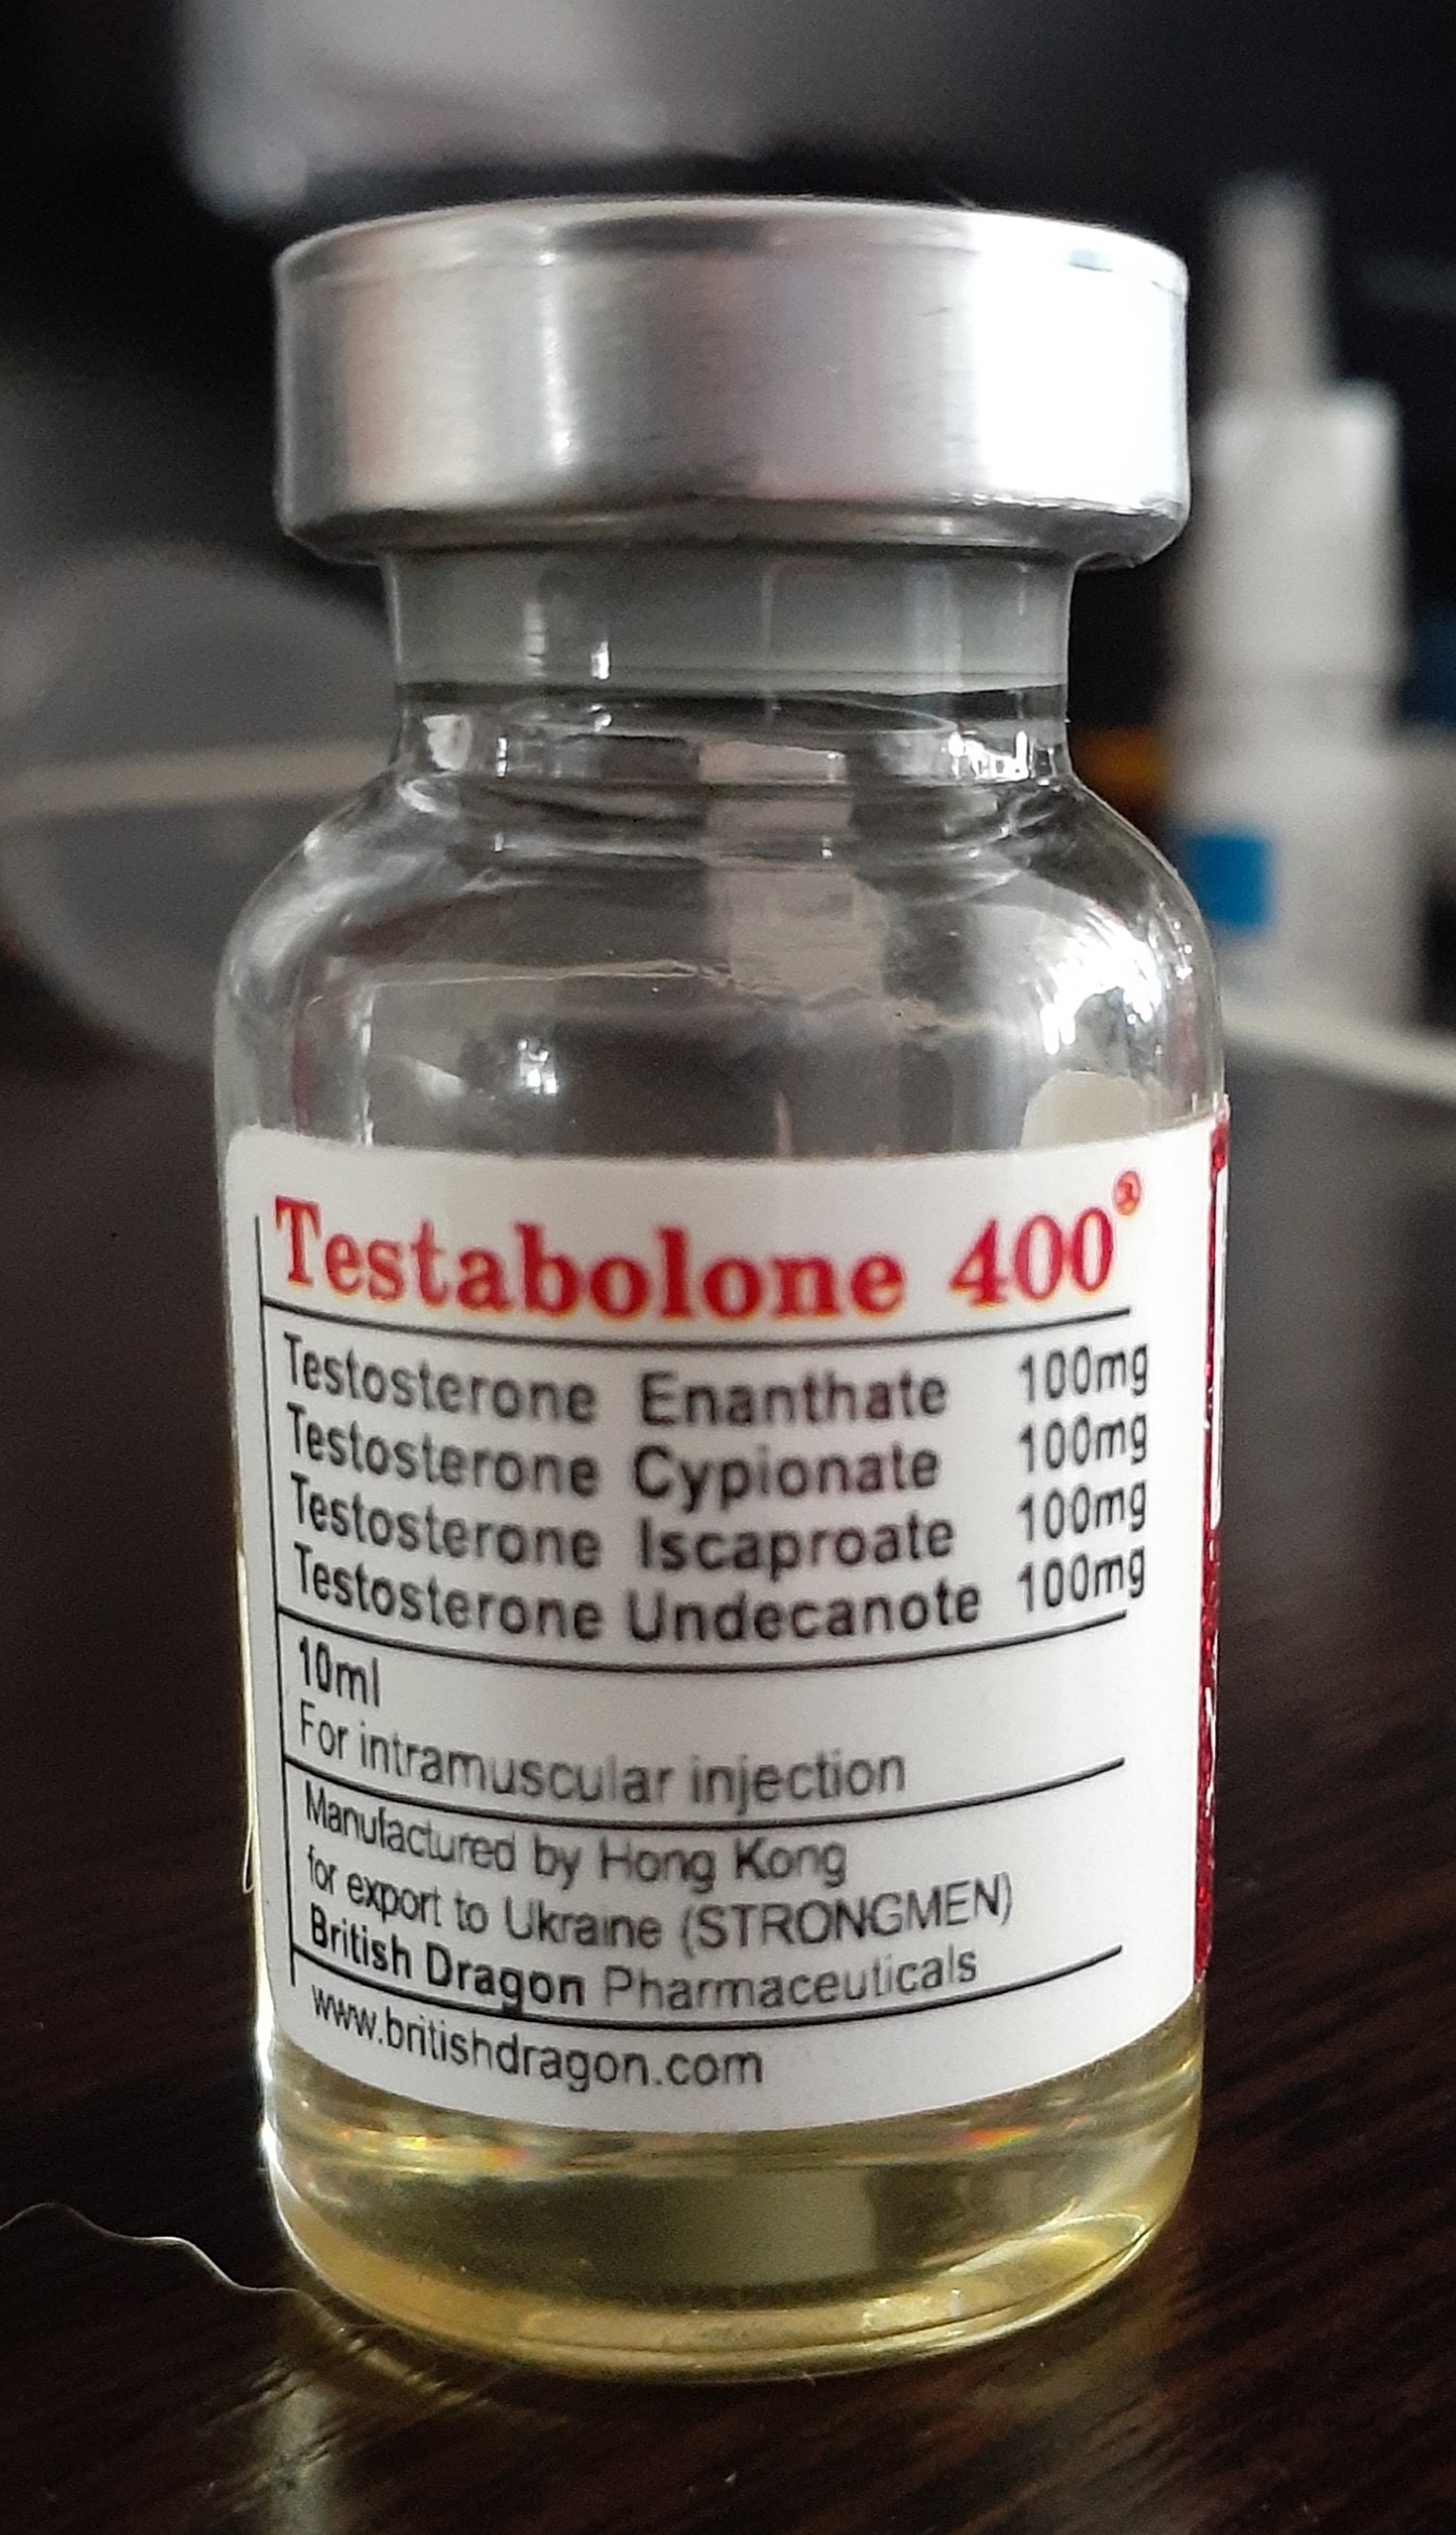 Testabolone 400®
Testosterone Enanthate 100mg
Testosterone Cypionate 100mg
Testosterone Iscaproate 100mg
Testosterone Undecanote 100mg
10ml
For intramuscular injection
Manufactured by Hong Kong
for export to Ukraine (STRONGMEN)
British Dragon Pharmaceuticals
www.britishdragon.com